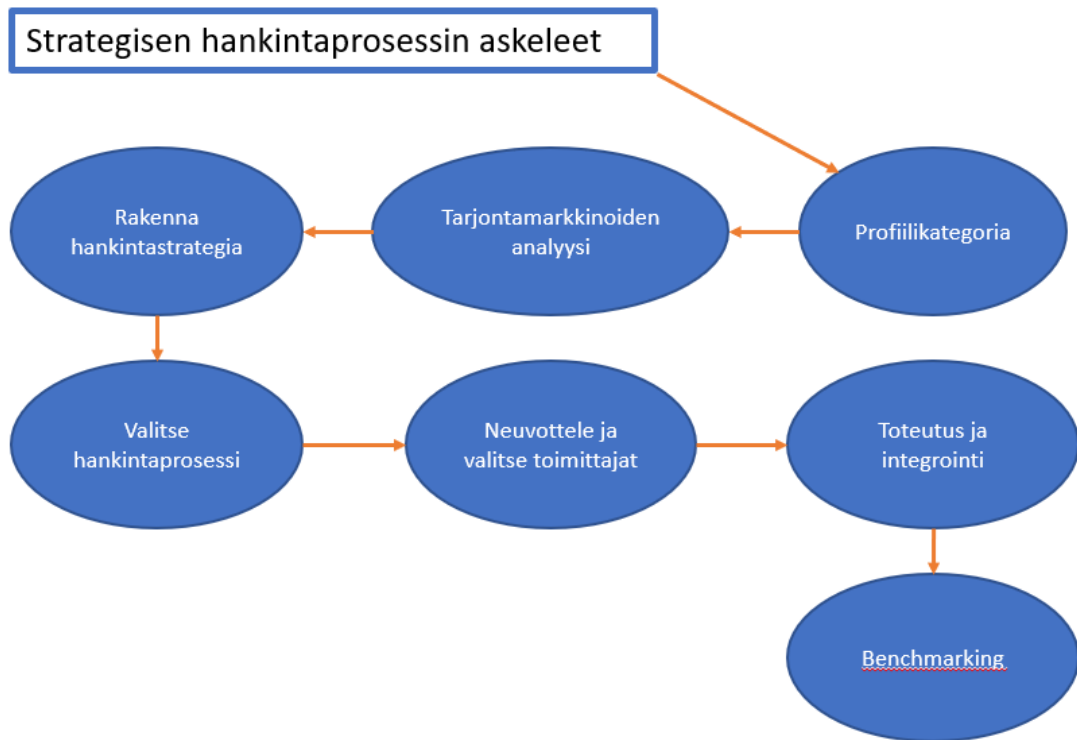 Strategisen hankintaprosessin askeleet
Profiilikategoria
Tarjontamarkkinoiden
analyysi
Rakenna
hankintastrategia
Valitse
hankintaprosessi
Neuvottele ja
valitse toimittajat
Toteutus ja
integrointi
Benchmarking